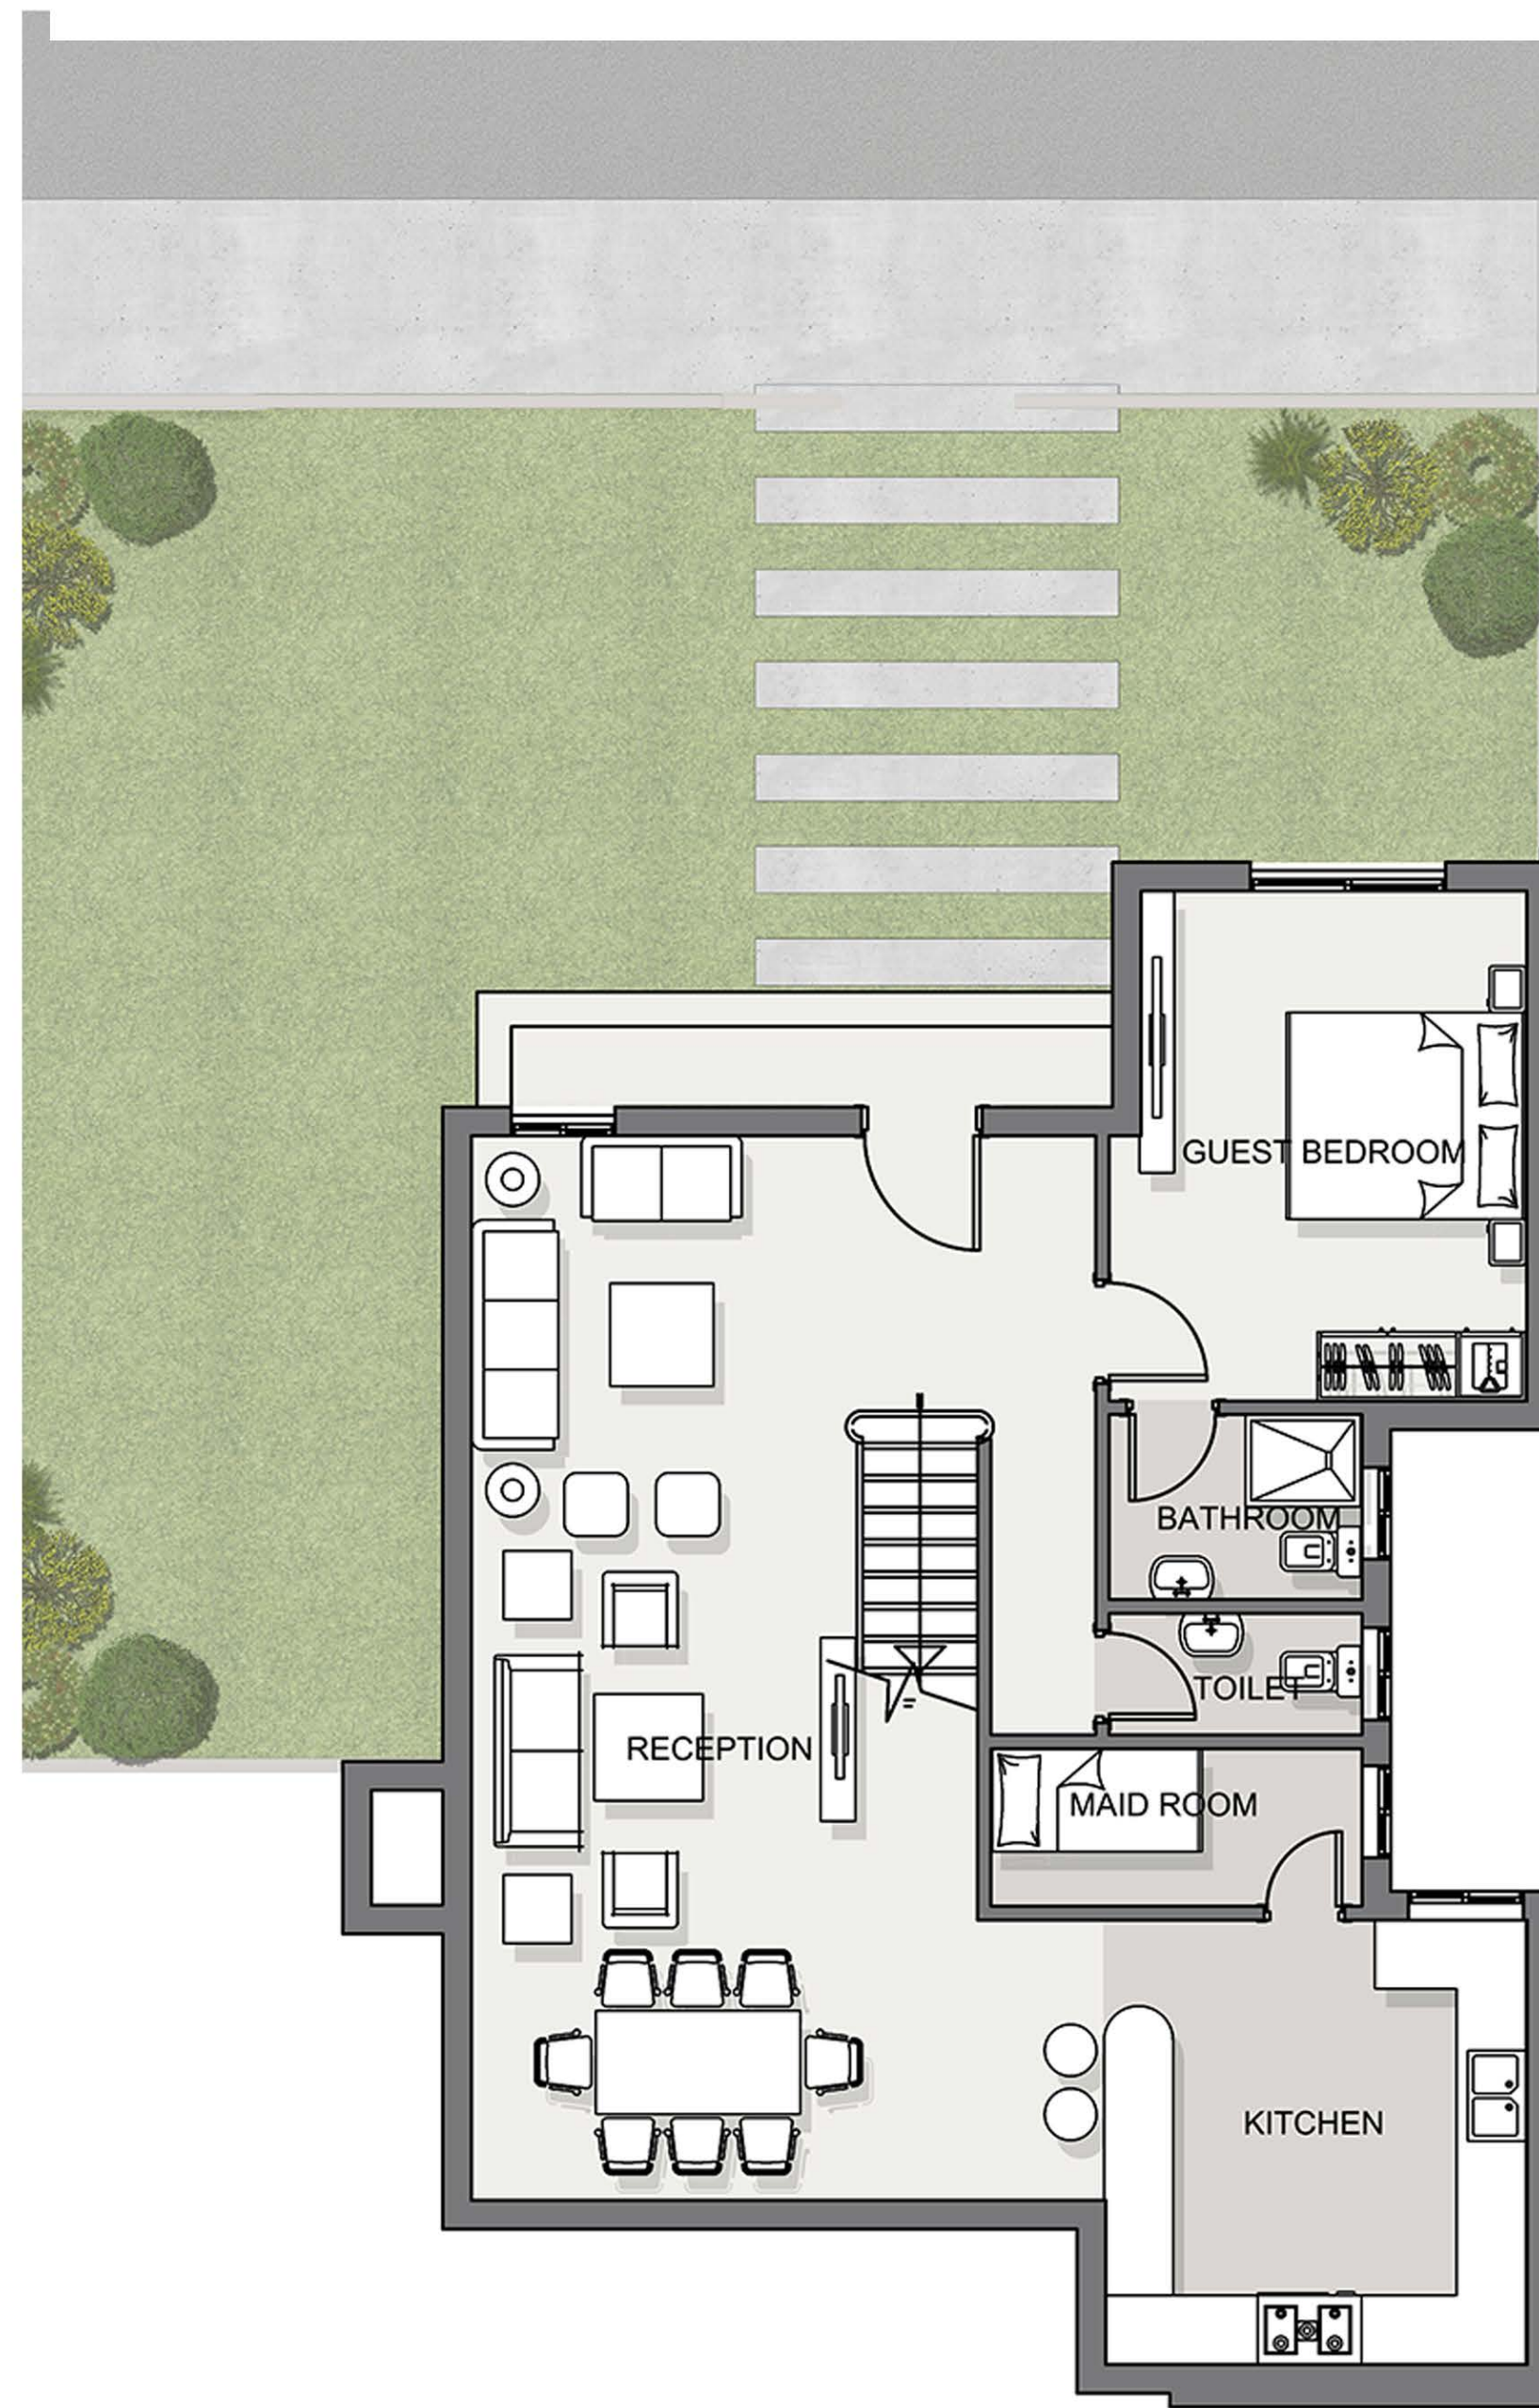 GUEST BEDROOM
BATHROOM
TOILET
RECEPTION
MAID ROOM
KITCHEN